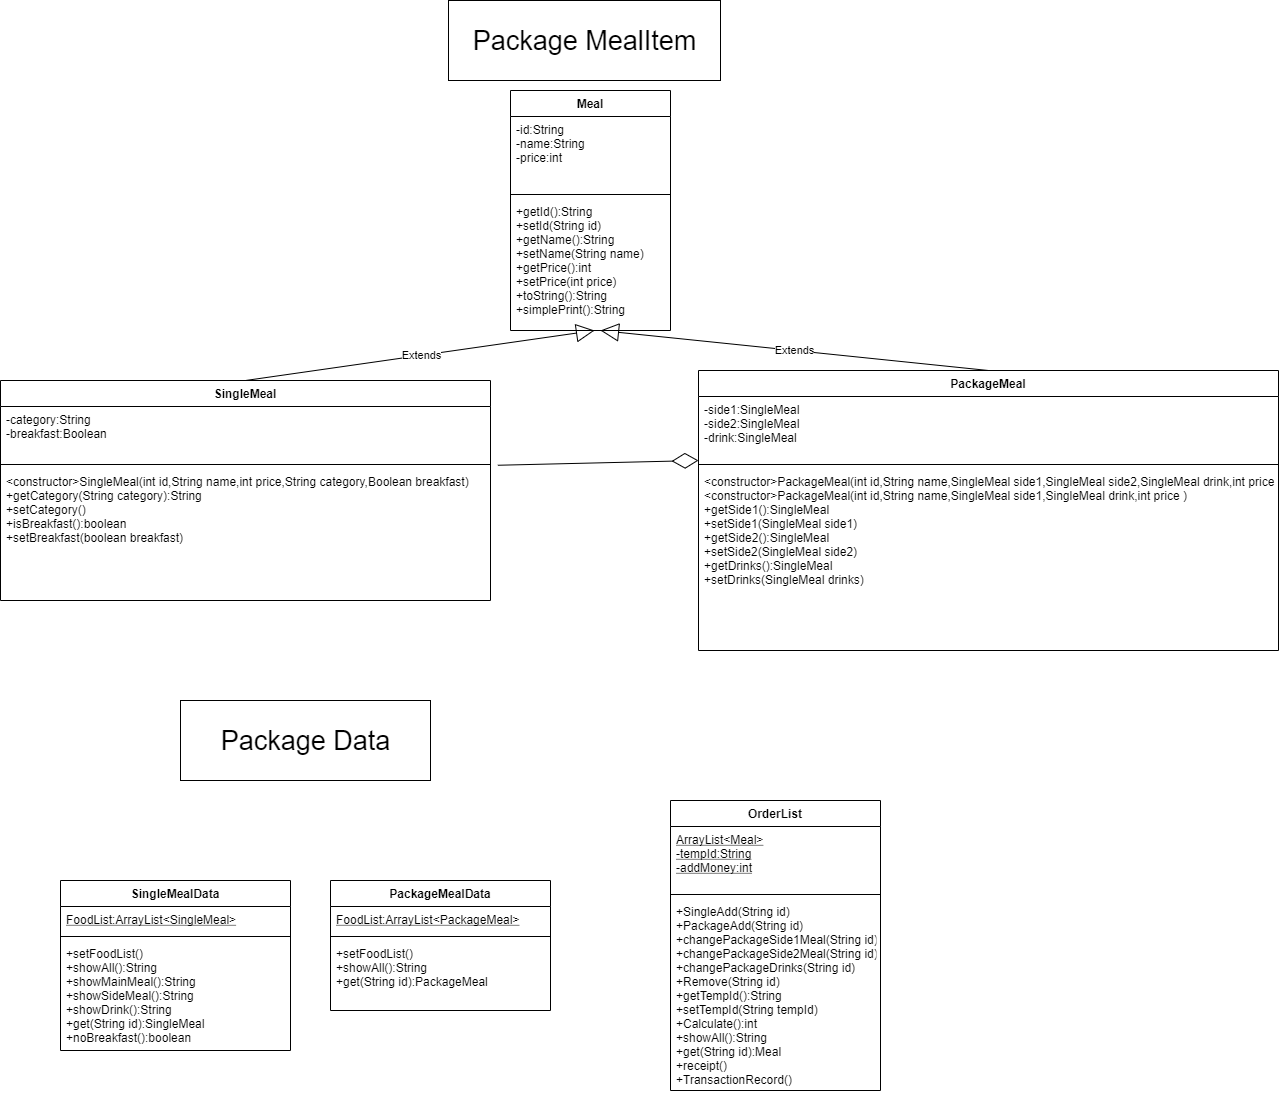 Package MealItem
Meal
-id:String
-name:String
-price:int
+getId():String
+setId(String id)
+getName():String
+setName(String name)
+getPrice():int
+setPrice(int price)
+toString():String
+simplePrint():String
Extends
Extends
SingleMeal
-category:String
-breakfast:Boolean
<constructor>SingleMeal(int id,String name,int price,String category,Boolean breakfast)
+getCategory(String category):String
+setCategory()
+isBreakfast():boolean
+setBreakfast(boolean breakfast)
PackageMeal
-side1:SingleMeal
-side2:SingleMeal
-drink:SingleMeal
<constructor>PackageMeal(int id,String name,SingleMeal side1,SingleMeal side2,SingleMeal drink,int price
<constructor>PackageMeal(int id,String name,SingleMeal side1,SingleMeal drink,int price )
+getSide1():SingleMeal
+setSide1(SingleMeal side1)
+getSide2():SingleMeal
+setSide2(SingleMeal side2)
+getDrinks():SingleMeal
+setDrinks(SingleMeal drinks)
Package Data
SingleMealData
FoodList:ArrayList<SingleMeal>
+setFoodList()
+showAll():String
+showMainMeal():String
+showSideMeal():String
+showDrink():String
+get(String id):SingleMeal
+noBreakfast():boolean
PackageMealData
FoodList:ArrayList<PackageMeal>
+setFoodList()
+showAll():String
+get(String id):PackageMeal
OrderList
ArrayList<Meal>
-tempId:String
-addMoney:int
+SingleAdd(String id)
+PackageAdd(String id)
+changePackageSide1Meal(String id)
+changePackageSide2Meal(String id)
+changePackageDrinks(String id)
+Remove(String id)
+getTempId():String
+setTempId(String tempId)
+Calculate():int
+showAll():String
+get(String id):Meal
+receipt()
+TransactionRecord()